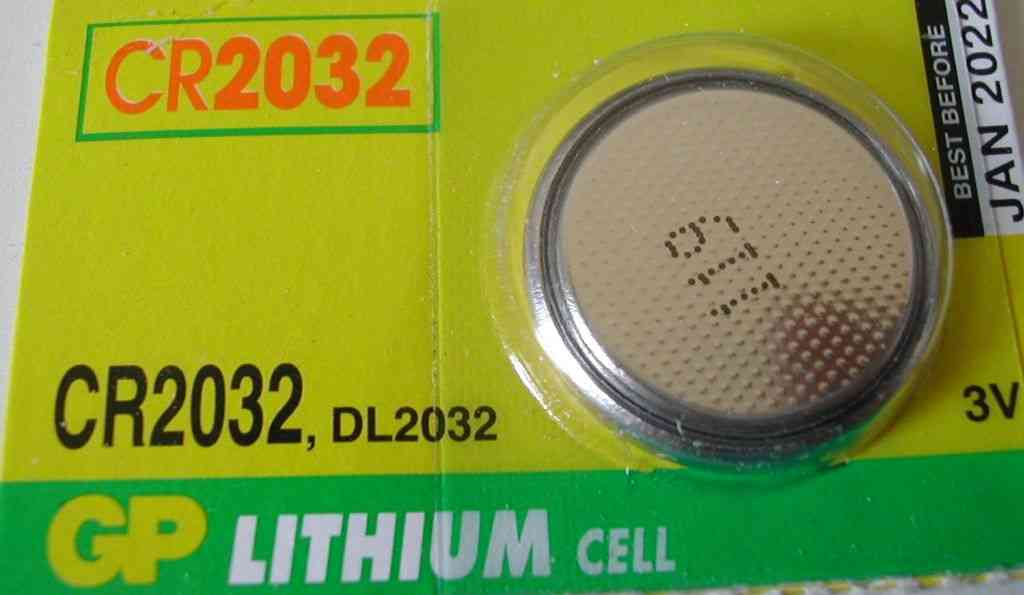 CR2032
BEST BEFORE
JAN 2022
CR2032, DL2032
3V
GP LITHIUM CELL